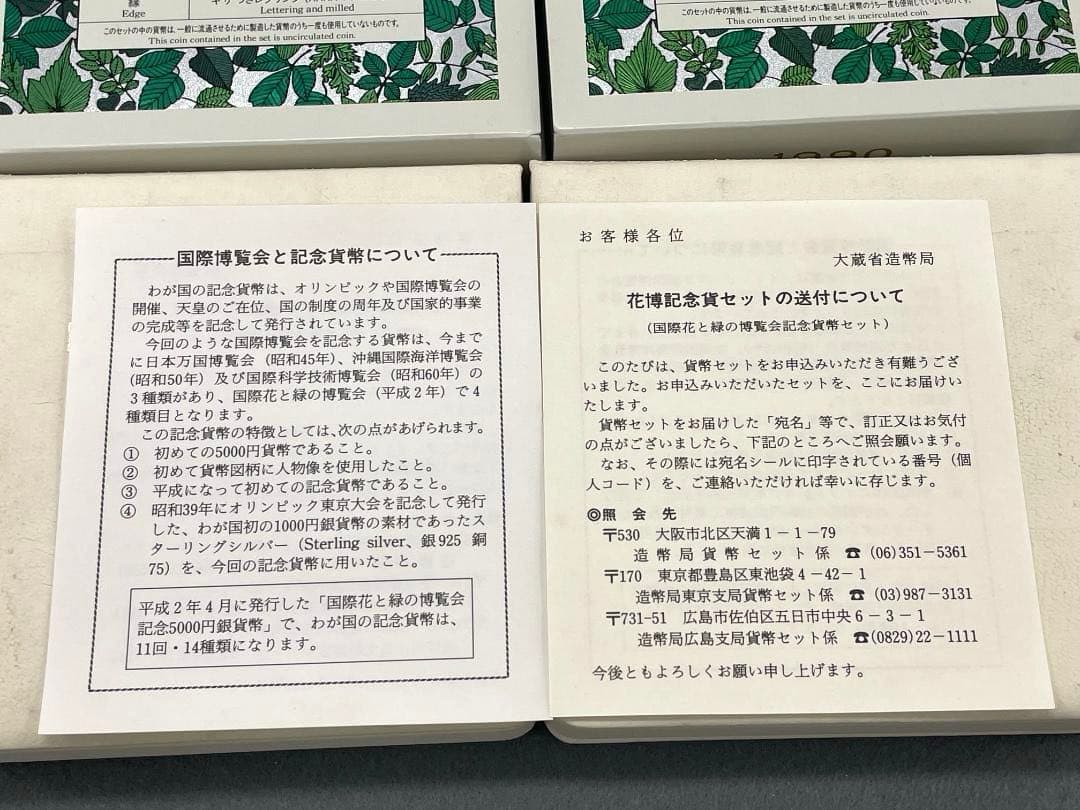 縁
Edge
Lettering and milled
このセットの中の貨幣は、一般に流通させるために製造した貨幣のうち一度も使用していないものです。
This coin contained in the set is uncirculated coin.
このセットの中の貨幣は、一般に流通させるために製造した貨幣のうち一度も使用していないものです。
This coin contained in the set is uncirculated coin.
国際博覧会と記念貨幣について
わが国の記念貨幣は、オリンピックや国際博覧会の
開催、天皇のご在位、国の制度の周年及び国家的事業
の完成等を記念して発行されています。
今回のような国際博覧会を記念する貨幣は、今まで
に日本万国博覧会（昭和45年）、沖縄国際海洋博覧会
（昭和50年）及び国際科学技術博覧会（昭和60年）の
3種類があり、国際花と緑の博覧会（平成2年）で4
種類目となります。
この記念貨幣の特徴としては、次の点があげられます。
① 初めての5000円貨幣であること。
② 初めて貨幣図柄に人物像を使用したこと。
③ 平成になって初めての記念貨幣であること。
④ 昭和39年にオリンピック東京大会を記念して発行
した、わが国初の1000円銀貨幣の素材であったス
ターリングシルバー（Sterling silver、銀925 銅
75）を、今回の記念貨幣に用いたこと。
平成2年4月に発行した「国際花と緑の博覧会
記念5000円銀貨幣」で、わが国の記念貨幣は、
11回・14種類になります。
お客様各位
大蔵省造幣局
花博記念貨セットの送付について
（国際花と緑の博覧会記念貨幣セット）
このたびは、貨幣セットをお申込みいただき有難うござ
いました。お申込みいただいたセットを、ここにお届けい
たします。
貨幣セットをお届けした「宛名」等で、訂正又はお気付
の点がございましたら、下記のところへご照会願います。
なお、その際には宛名シールに印字されている番号（個
人コード）を、ご連絡いただければ幸いに存じます。
◎照会先
〒530 大阪市北区天満1－1－79
造幣局貨幣セット係 ☎(06)351－5361
〒170 東京都豊島区東池袋4－42－1
造幣局東京支局貨幣セット係 ☎(03)987－3131
〒731-51 広島市佐伯区五日市中央6－3－1
造幣局広島支局貨幣セット係 ☎(0829)22－1111
今後ともよろしくお願い申し上げます。